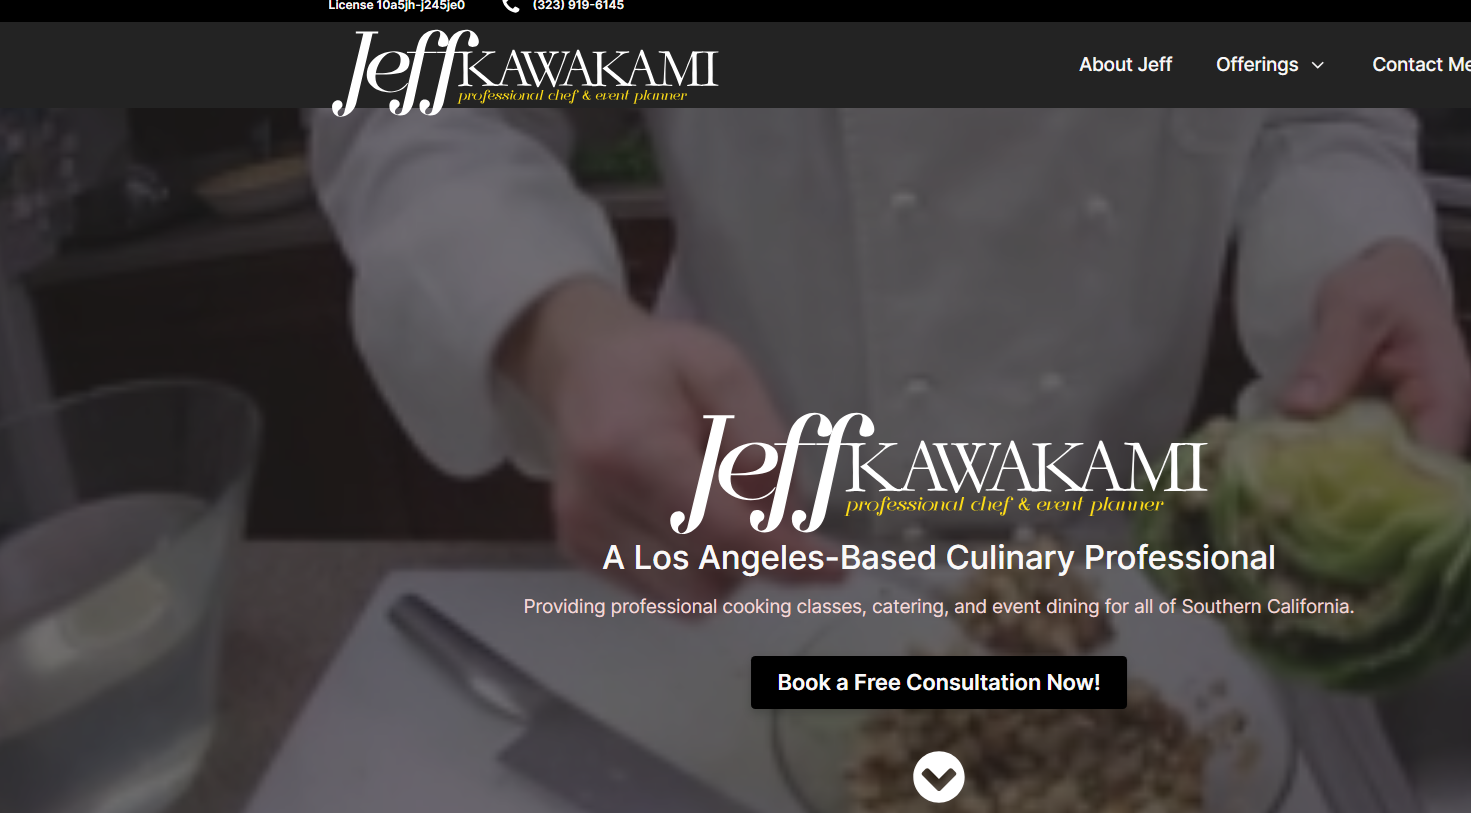 License 10a5jh-j245je0 (323) 919-6145
Jeff KAWAKAMI
professional chef & event planner
About Jeff Offerings Contact Me
Jeff KAWAKAMI
professional chef & event planner
A Los Angeles-Based Culinary Professional
Providing professional cooking classes, catering, and event dining for all of Southern California.
Book a Free Consultation Now!